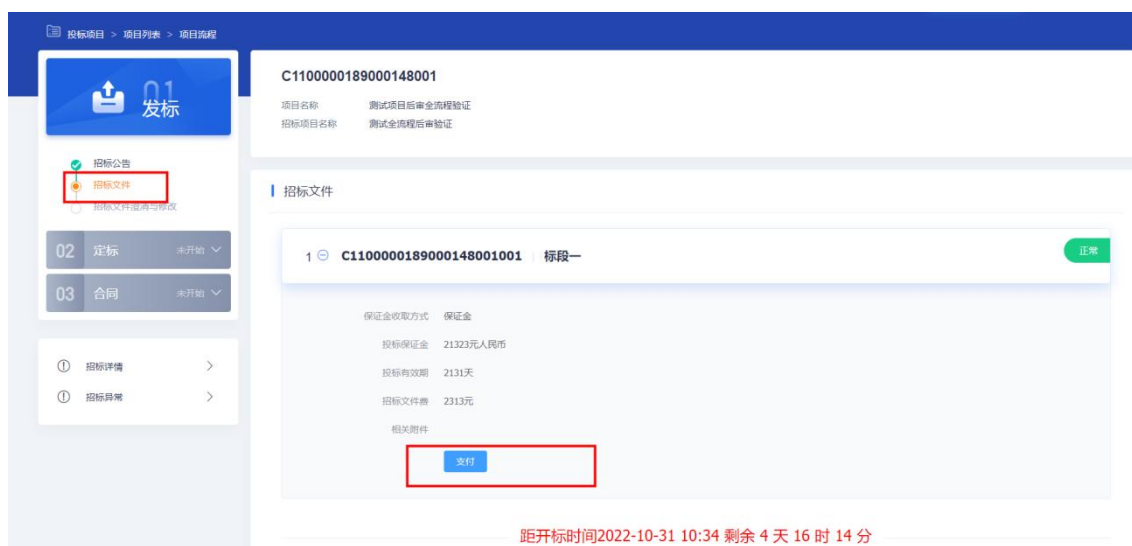 投标项目 > 项目列表 > 项目流程
01
发标
招标公告
招标文件
招标文件澄清与修改
02 定标 未开始
03 合同 未开始
招标详情
招标异常
C1100000189000148001
项目名称 测试项目后审全流程验证
招标项目名称 测试全流程后审验证
招标文件
1 C1100000189000148001001 标段一 正常
保证金收取方式 保证金
投标保证金 21323元人民币
投标有效期 2131天
招标文件费 2313元
相关附件
支付
距开标时间2022-10-31 10:34 剩余 4 天 16 时 14 分